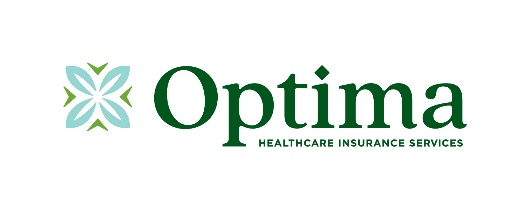 Optima
HEALTHCARE INSURANCE SERVICES